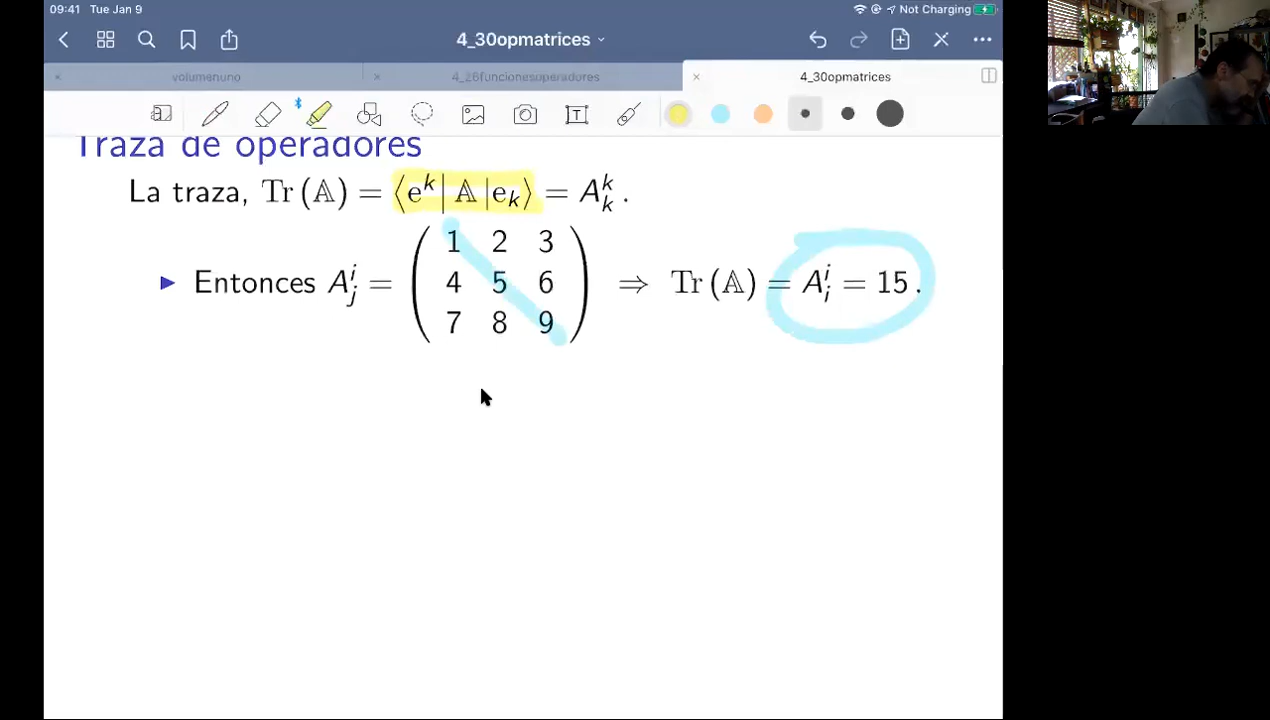 09:41 Tue Jan 9
Not Charging
4_30opmatrices
volumenuno
4_26funcionesoperadores
4_30opmatrices
Traza de operadores
La traza, Tr (𝔸) = ⟨e^k| 𝔸 |e_k⟩ = A^k_k .
▶ Entonces A^i_j = ( 1 2 3 ; 4 5 6 ; 7 8 9 ) ⇒ Tr (𝔸) = A^i_i = 15 .